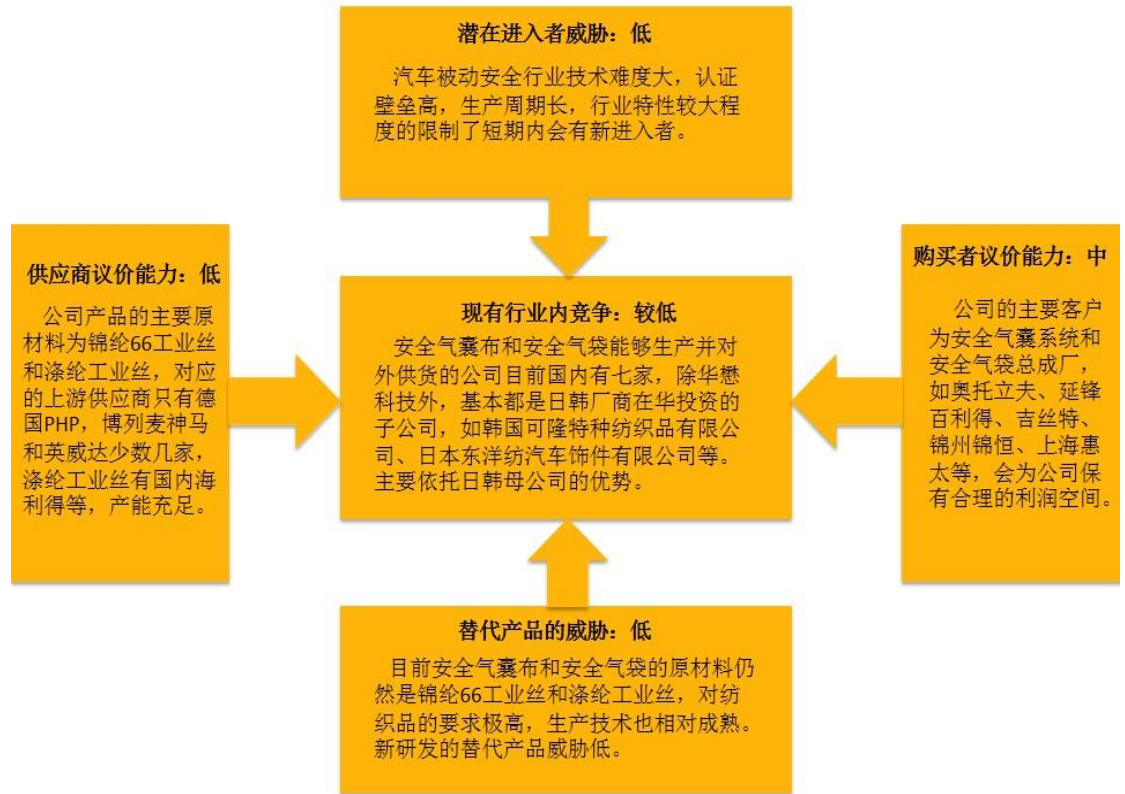 潜在进入者威胁：低
汽车被动安全行业技术难度大，认证
壁垒高，生产周期长，行业特性较大程
度的限制了短期内会有新进入者。
供应商议价能力：低
公司产品的主要原
材料为锦纶66工业丝
和涤纶工业丝，对应
的上游供应商只有德
国PHP，博列麦神马
和英威达少数几家，
涤纶工业丝有国内海
利得等，产能充足。
现有行业内竞争：较低
安全气囊布和安全气袋能够生产并对
外供货的公司目前国内有七家，除华懋
科技外，基本都是日韩厂商在华投资的
子公司，如韩国可隆特种纺织品有限公
司、日本东洋纺汽车饰件有限公司等。
主要依托日韩母公司的优势。
购买者议价能力：中
公司的主要客户
为安全气囊系统和
安全气袋总成厂，
如奥托立夫、延锋
百利得、吉丝特、
锦州锦恒、上海惠
太等，会为公司保
有合理的利润空间。
替代产品的威胁：低
目前安全气囊布和安全气袋的原材料仍
然是锦纶66工业丝和涤纶工业丝，对纺
织品的要求极高，生产技术也相对成熟。
新研发的替代产品威胁低。